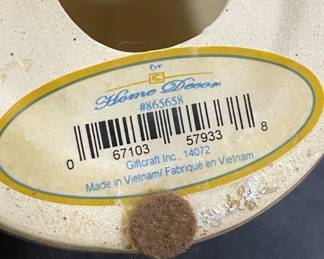 Home Decor
#865658
0 67103 57933 8
Giftcraft Inc. 14072
Made in Vietnam/ Fabriqué en Vietnam